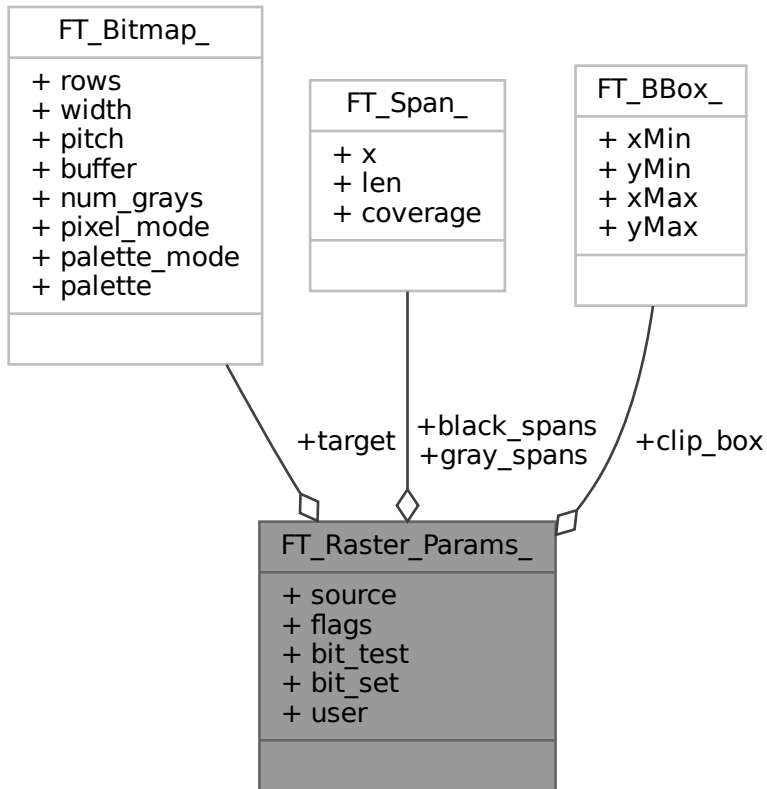 FT_Bitmap_
+ rows
+ width
+ pitch
+ buffer
+ num_grays
+ pixel_mode
+ palette_mode
+ palette
FT_Span_
+ x
+ len
+ coverage
FT_BBox_
+ xMin
+ yMin
+ xMax
+ yMax
+target
+black_spans
+gray_spans
+clip_box
FT_Raster_Params_
+ source
+ flags
+ bit_test
+ bit_set
+ user